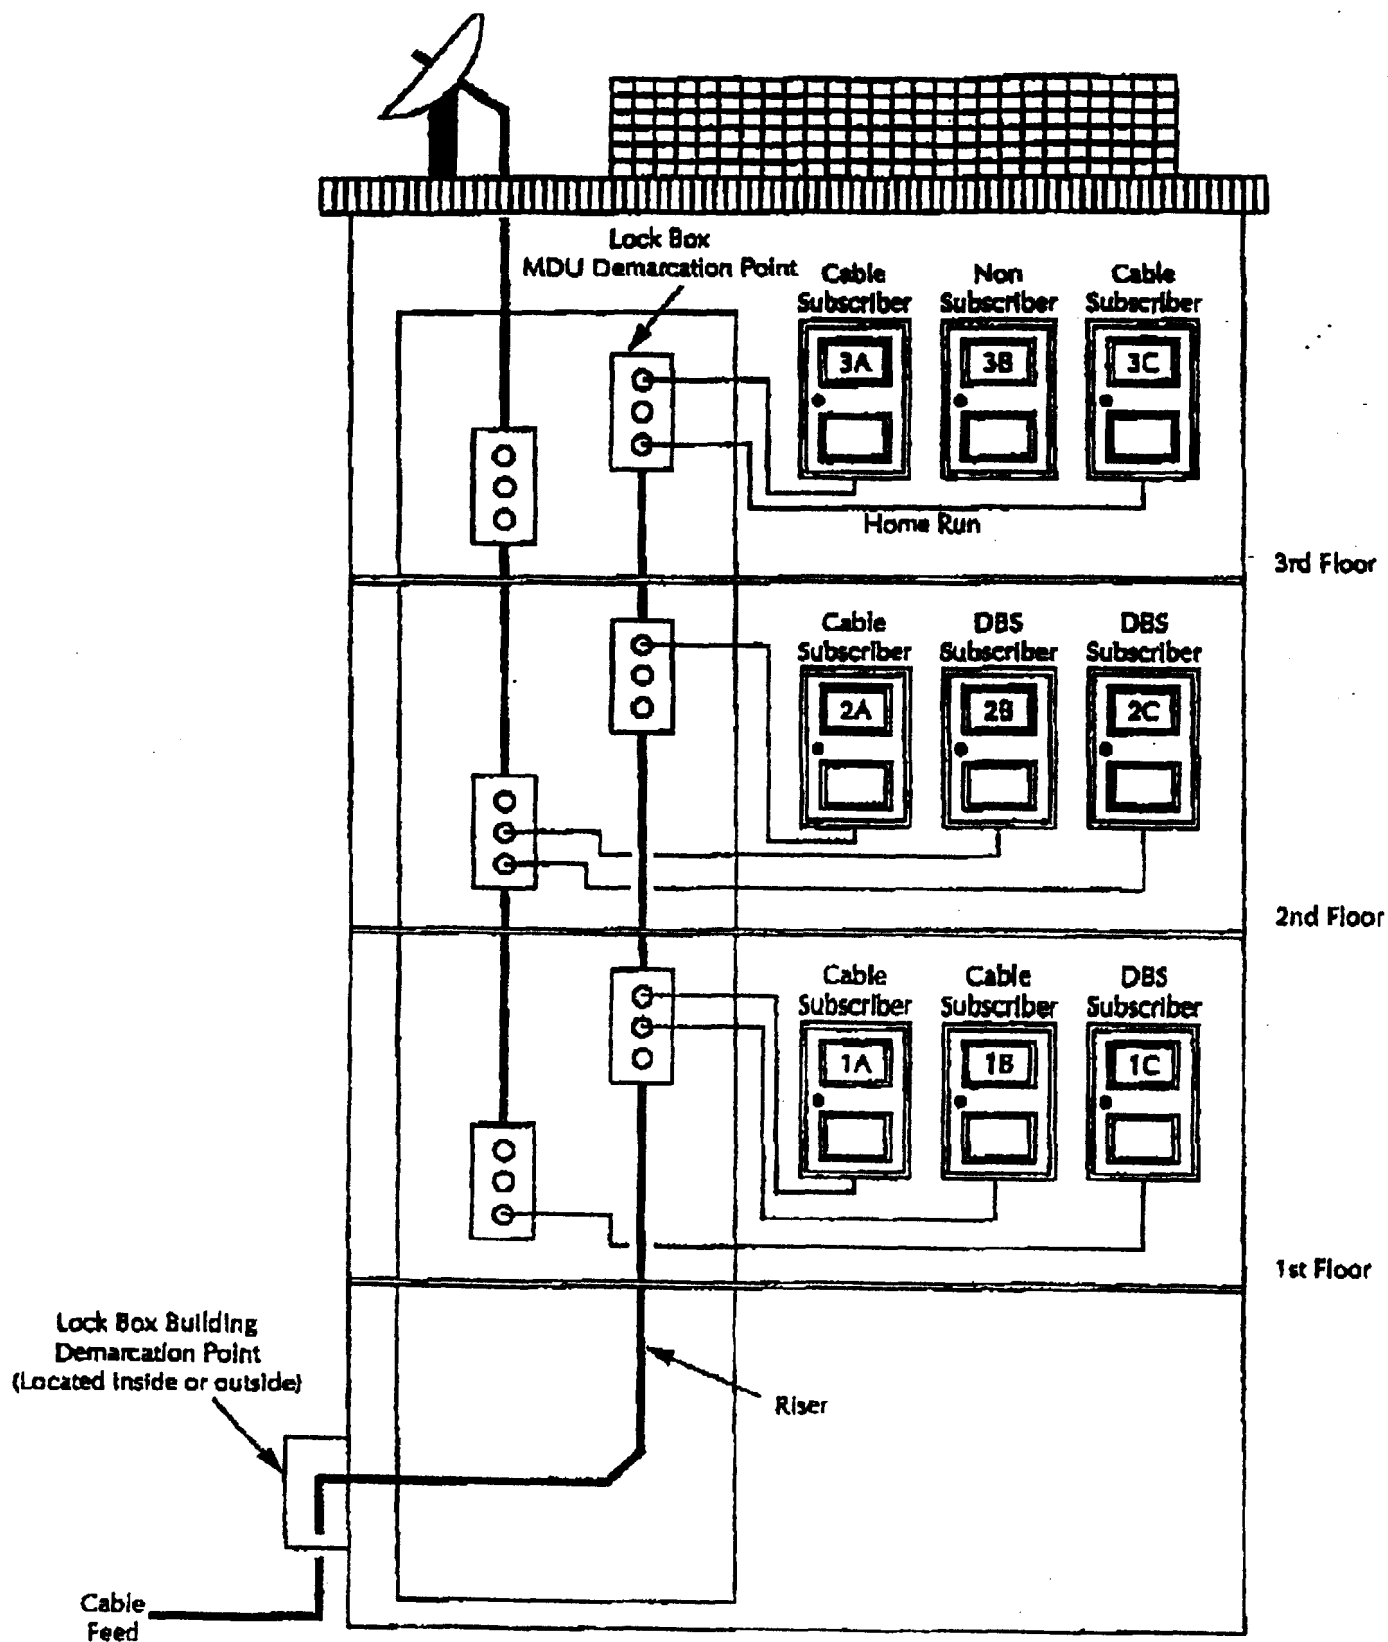 Lock Box
MDU Demarcation Point
Cable
Subscriber
Non
Subscriber
Cable
Subscriber
3A
3B
3C
Home Run
3rd Floor
Cable
Subscriber
DBS
Subscriber
DBS
Subscriber
2A
2B
2C
2nd Floor
Cable
Subscriber
Cable
Subscriber
DBS
Subscriber
1A
1B
1C
1st Floor
Lock Box Building
Demarcation Point
(Located inside or outside)
Riser
Cable
Feed